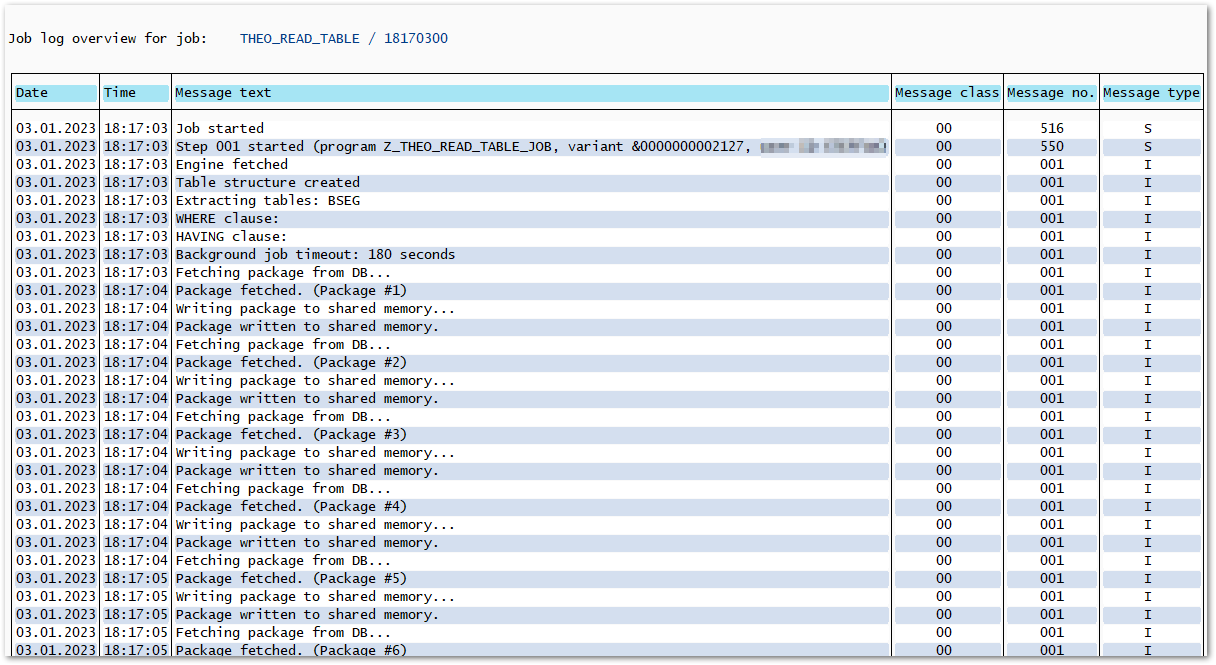 Job log overview for job:    THEO_READ_TABLE / 18170300
Date Time Message text Message class Message no. Message type
03.01.2023 18:17:03 Job started 00 516 S
03.01.2023 18:17:03 Step 001 started (program Z_THEO_READ_TABLE_JOB, variant &0000000002127, 00 550 S
03.01.2023 18:17:03 Engine fetched 00 001 I
03.01.2023 18:17:03 Table structure created 00 001 I
03.01.2023 18:17:03 Extracting tables: BSEG 00 001 I
03.01.2023 18:17:03 WHERE clause: 00 001 I
03.01.2023 18:17:03 HAVING clause: 00 001 I
03.01.2023 18:17:03 Background job timeout: 180 seconds 00 001 I
03.01.2023 18:17:03 Fetching package from DB... 00 001 I
03.01.2023 18:17:04 Package fetched. (Package #1) 00 001 I
03.01.2023 18:17:04 Writing package to shared memory... 00 001 I
03.01.2023 18:17:04 Package written to shared memory. 00 001 I
03.01.2023 18:17:04 Fetching package from DB... 00 001 I
03.01.2023 18:17:04 Package fetched. (Package #2) 00 001 I
03.01.2023 18:17:04 Writing package to shared memory... 00 001 I
03.01.2023 18:17:04 Package written to shared memory. 00 001 I
03.01.2023 18:17:04 Fetching package from DB... 00 001 I
03.01.2023 18:17:04 Package fetched. (Package #3) 00 001 I
03.01.2023 18:17:04 Writing package to shared memory... 00 001 I
03.01.2023 18:17:04 Package written to shared memory. 00 001 I
03.01.2023 18:17:04 Fetching package from DB... 00 001 I
03.01.2023 18:17:04 Package fetched. (Package #4) 00 001 I
03.01.2023 18:17:04 Writing package to shared memory... 00 001 I
03.01.2023 18:17:04 Package written to shared memory. 00 001 I
03.01.2023 18:17:04 Fetching package from DB... 00 001 I
03.01.2023 18:17:05 Package fetched. (Package #5) 00 001 I
03.01.2023 18:17:05 Writing package to shared memory... 00 001 I
03.01.2023 18:17:05 Package written to shared memory. 00 001 I
03.01.2023 18:17:05 Fetching package from DB... 00 001 I
03.01.2023 18:17:05 Package fetched. (Package #6) 00 001 I